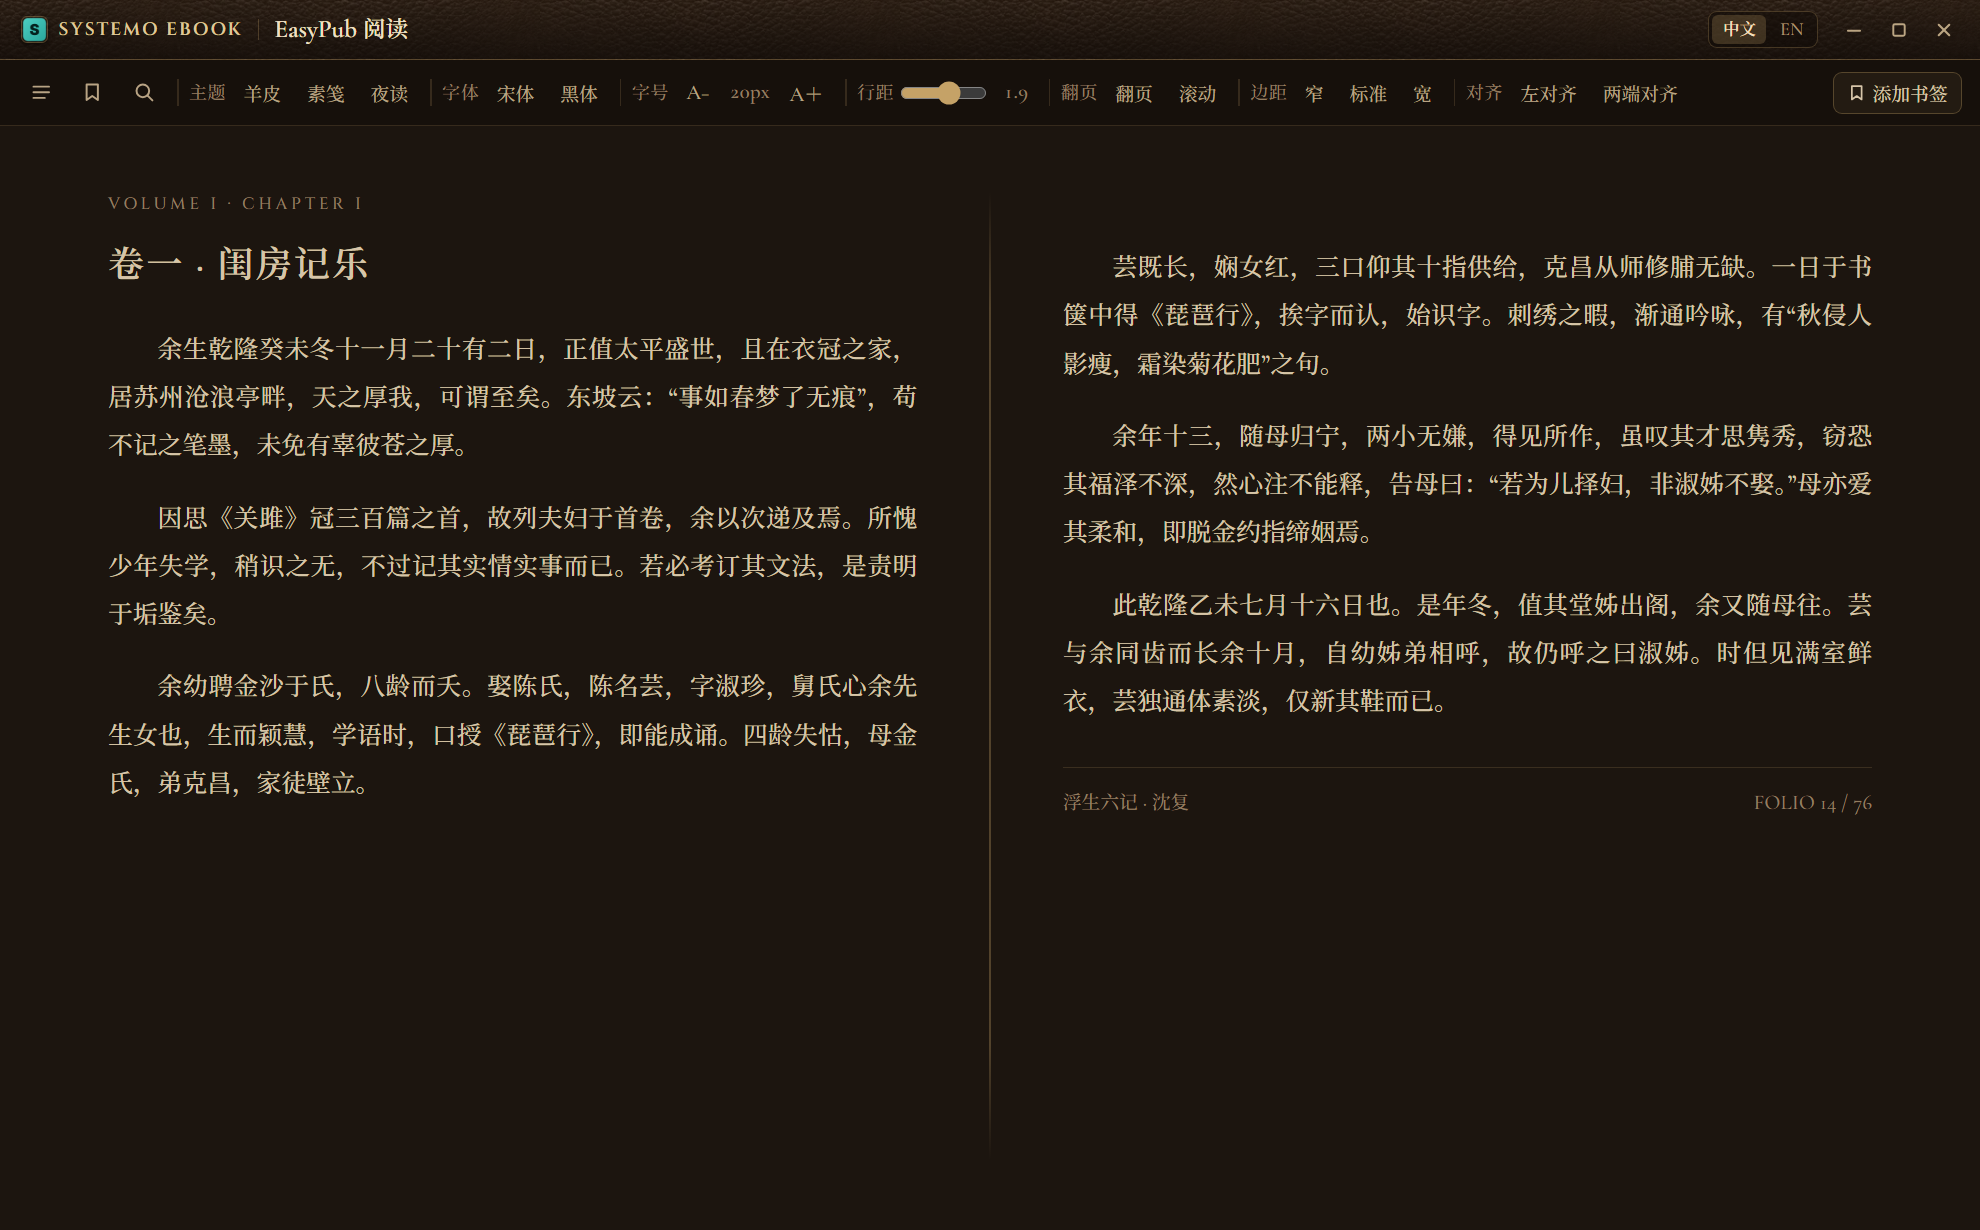 S SYSTEMO EBOOK EasyPub 阅读 中文 EN
主题 羊皮 素笺 夜读 字体 宋体 黑体 字号 A- 20px A+ 行距 1.9 翻页 翻页 滚动 边距 窄 标准 宽 对齐 左对齐 两端对齐 添加书签
VOLUME I · CHAPTER I
卷一 · 闺房记乐
余生乾隆癸未冬十一月二十有二日，正值太平盛世，且在衣冠之家，
居苏州沧浪亭畔，天之厚我，可谓至矣。东坡云：“事如春梦了无痕”，苟
不记之笔墨，未免有辜彼苍之厚。
因思《关雎》冠三百篇之首，故列夫妇于首卷，余以次递及焉。所愧
少年失学，稍识之无，不过记其实情实事而已。若必考订其文法，是责明
于垢鉴矣。
余幼聘金沙于氏，八龄而夭。娶陈氏，陈名芸，字淑珍，舅氏心余先
生女也，生而颖慧，学语时，口授《琵琶行》，即能成诵。四龄失怙，母金
氏，弟克昌，家徒壁立。
芸既长，娴女红，三口仰其十指供给，克昌从师修脯无缺。一日于书
箧中得《琵琶行》，挨字而认，始识字。刺绣之暇，渐通吟咏，有“秋侵人
影瘦，霜染菊花肥”之句。
余年十三，随母归宁，两小无嫌，得见所作，虽叹其才思隽秀，窃恐
其福泽不深，然心注不能释，告母曰：“若为儿择妇，非淑姊不娶。”母亦爱
其柔和，即脱金约指缔姻焉。
此乾隆乙未七月十六日也。是年冬，值其堂姊出阁，余又随母往。芸
与余同齿而长余十月，自幼姊弟相呼，故仍呼之曰淑姊。时但见满室鲜
衣，芸独通体素淡，仅新其鞋而已。
浮生六记 · 沈复
FOLIO 14 / 76